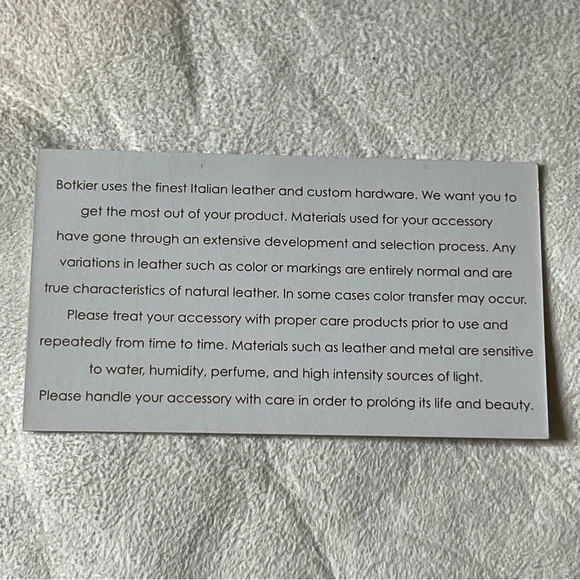 Botkier uses the finest Italian leather and custom hardware. We want you to
get the most out of your product. Materials used for your accessory
have gone through an extensive development and selection process. Any
variations in leather such as color or markings are entirely normal and are
true characteristics of natural leather. In some cases color transfer may occur.
Please treat your accessory with proper care products prior to use and
repeatedly from time to time. Materials such as leather and metal are sensitive
to water, humidity, perfume, and high intensity sources of light.
Please handle your accessory with care in order to prolong its life and beauty.